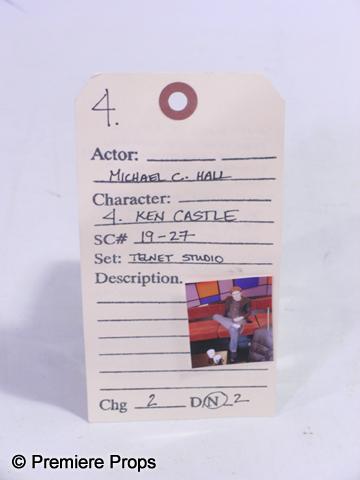 4.
Actor:
MICHAEL C. HALL
Character:
4. KEN CASTLE
SC# 19-27
Set: TELNET STUDIO
Description.
Chg 2 D N 2
© Premiere Props